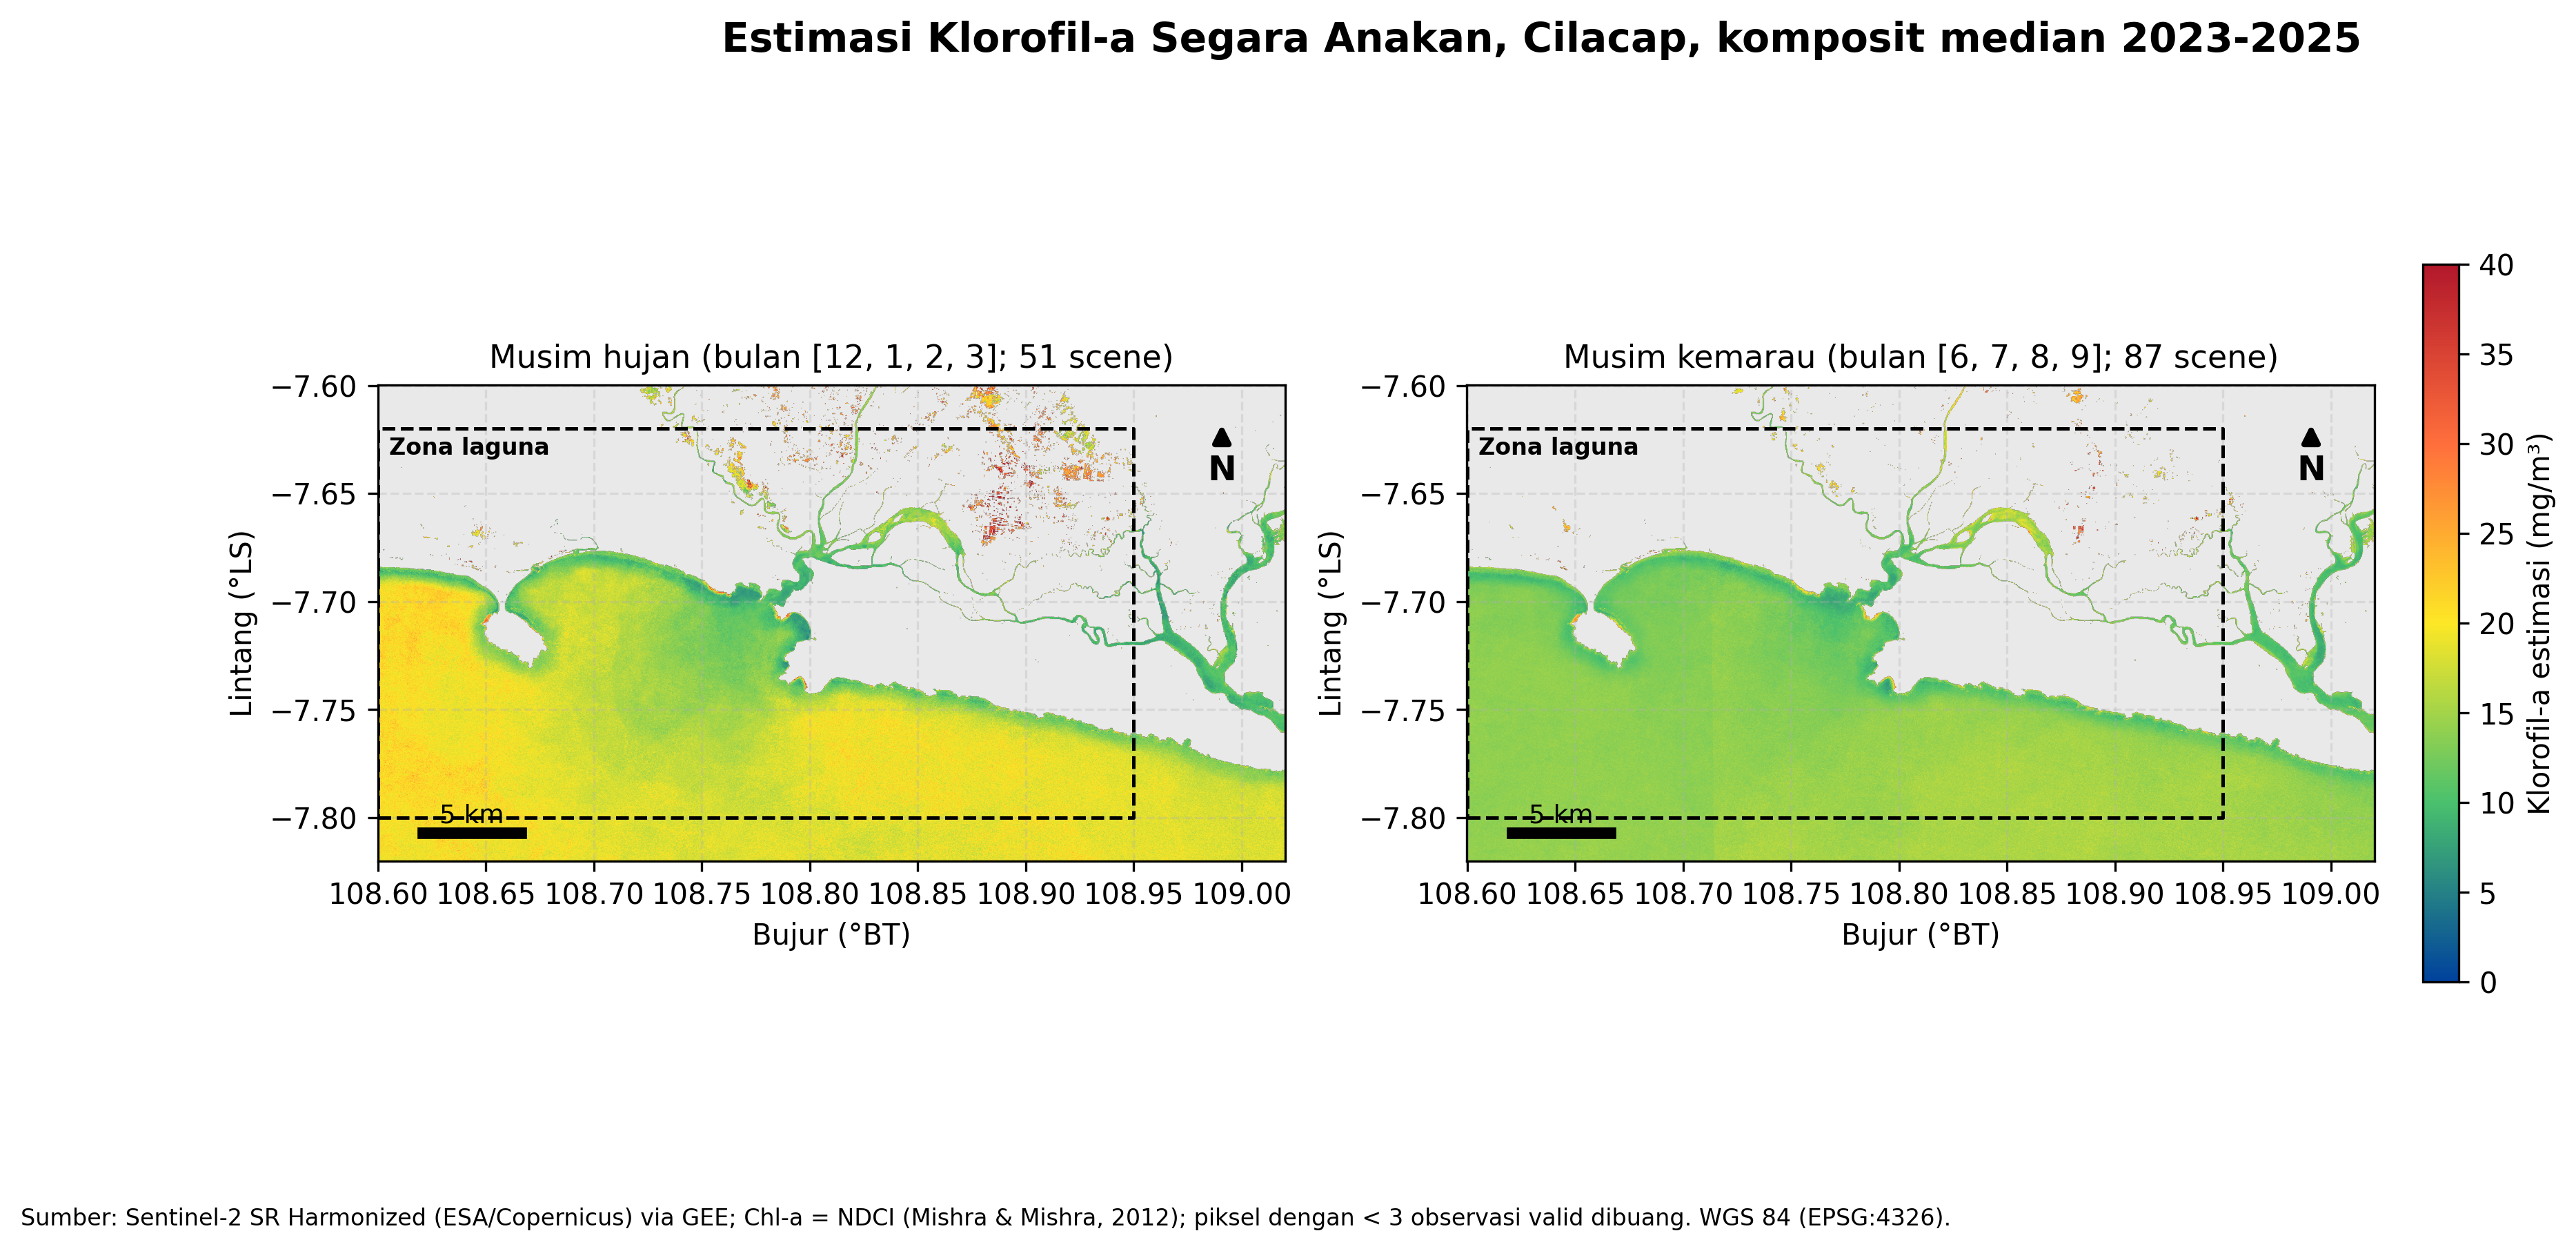 Estimasi Klorofil-a Segara Anakan, Cilacap, komposit median 2023-2025
Musim hujan (bulan [12, 1, 2, 3]; 51 scene)
−7.60
−7.65
−7.70
−7.75
−7.80
Lintang (°LS)
Zona laguna
N
5 km
108.60 108.65 108.70 108.75 108.80 108.85 108.90 108.95 109.00
Bujur (°BT)
Musim kemarau (bulan [6, 7, 8, 9]; 87 scene)
−7.60
−7.65
−7.70
−7.75
−7.80
Lintang (°LS)
Zona laguna
N
5 km
108.60 108.65 108.70 108.75 108.80 108.85 108.90 108.95 109.00
Bujur (°BT)
40
35
30
25
20
15
10
5
0
Klorofil-a estimasi (mg/m³)
Sumber: Sentinel-2 SR Harmonized (ESA/Copernicus) via GEE; Chl-a = NDCI (Mishra & Mishra, 2012); piksel dengan < 3 observasi valid dibuang. WGS 84 (EPSG:4326).